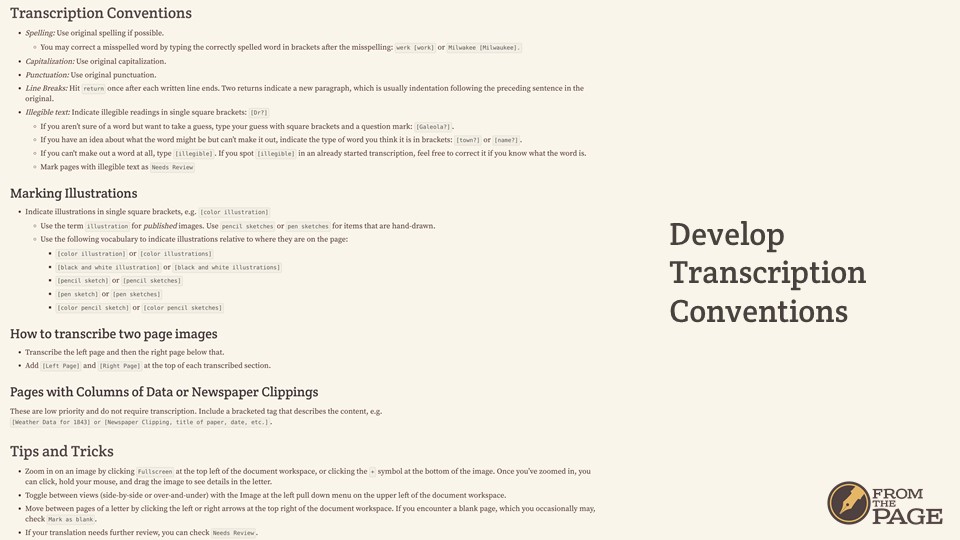 Transcription Conventions
• Spelling: Use original spelling if possible.
You may correct a misspelled word by typing the correctly spelled word in brackets after the misspelling: werk [work] or Milwakee [Milwaukee].
• Capitalization: Use original capitalization.
• Punctuation: Use original punctuation.
• Line Breaks: Hit return once after each written line ends. Two returns indicate a new paragraph, which is usually indentation following the preceding sentence in the
original.
• Illegible text: Indicate illegible readings in single square brackets: [Dr?]
If you aren't sure of a word but want to take a guess, type your guess with square brackets and a question mark: [Galeola?].
If you have an idea about what the word might be but can't make it out, indicate the type of word you think it is in brackets: [town?] or [name?].
If you can't make out a word at all, type [illegible]. If you spot [illegible] in an already started transcription, feel free to correct it if you know what the word is.
Mark pages with illegible text as Needs Review
Marking Illustrations
• Indicate illustrations in single square brackets, e.g. [color illustration]
Use the term illustration for published images. Use pencil sketches or pen sketches for items that are hand-drawn.
Use the following vocabulary to indicate illustrations relative to where they are on the page:
[color illustration] or [color illustrations]
[black and white illustration] or [black and white illustrations]
[pencil sketch] or [pencil sketches]
[pen sketch] or [pen sketches]
[color pencil sketch] or [color pencil sketches]
How to transcribe two page images
• Transcribe the left page and then the right page below that.
• Add [Left Page] and [Right Page] at the top of each transcribed section.
Pages with Columns of Data or Newspaper Clippings
These are low priority and do not require transcription. Include a bracketed tag that describes the content, e.g.
[Weather Data for 1843] or [Newspaper Clipping, title of paper, date, etc.].
Tips and Tricks
• Zoom in on an image by clicking Fullscreen at the top left of the document workspace, or clicking the + symbol at the bottom of the image. Once you've zoomed in, you
can click, hold your mouse, and drag the image to see details in the letter.
• Toggle between views (side-by-side or over-and-under) with the Image at the left pull down menu on the upper left of the document workspace.
• Move between pages of a letter by clicking the left or right arrows at the top right of the document workspace. If you encounter a blank page, which you occasionally may,
check Mark as blank.
• If your translation needs further review, you can check Needs Review.
Develop
Transcription
Conventions
FROM
THE
PAGE